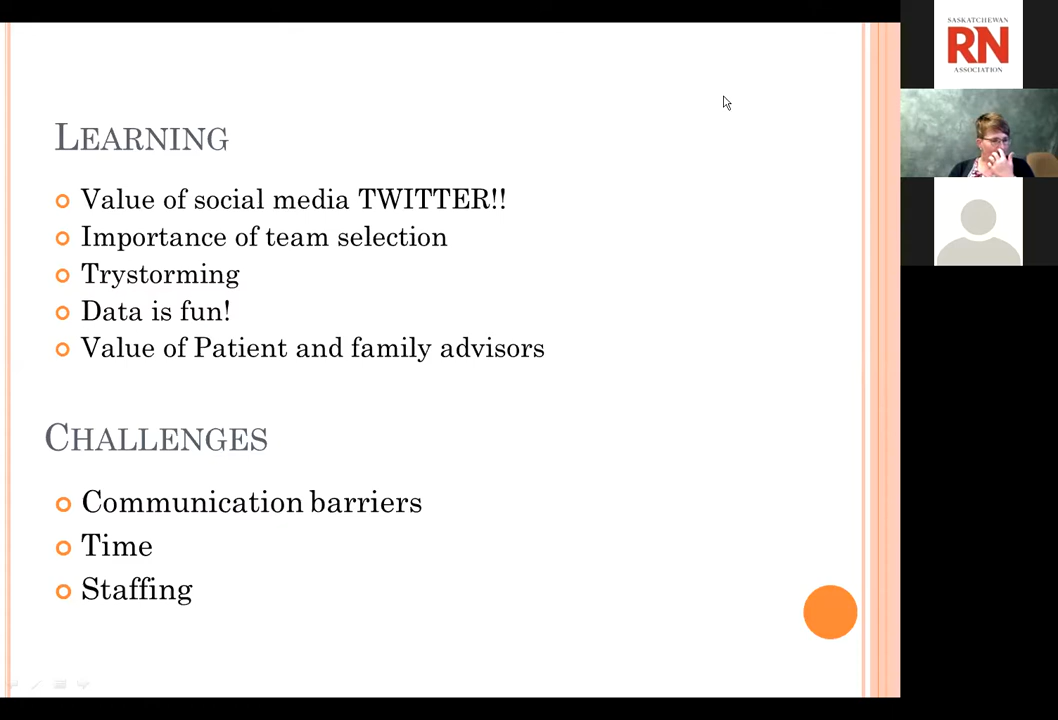 LEARNING
Value of social media TWITTER!!
Importance of team selection
Trystorming
Data is fun!
Value of Patient and family advisors
CHALLENGES
Communication barriers
Time
Staffing
SASKATCHEWAN
RN
ASSOCIATION